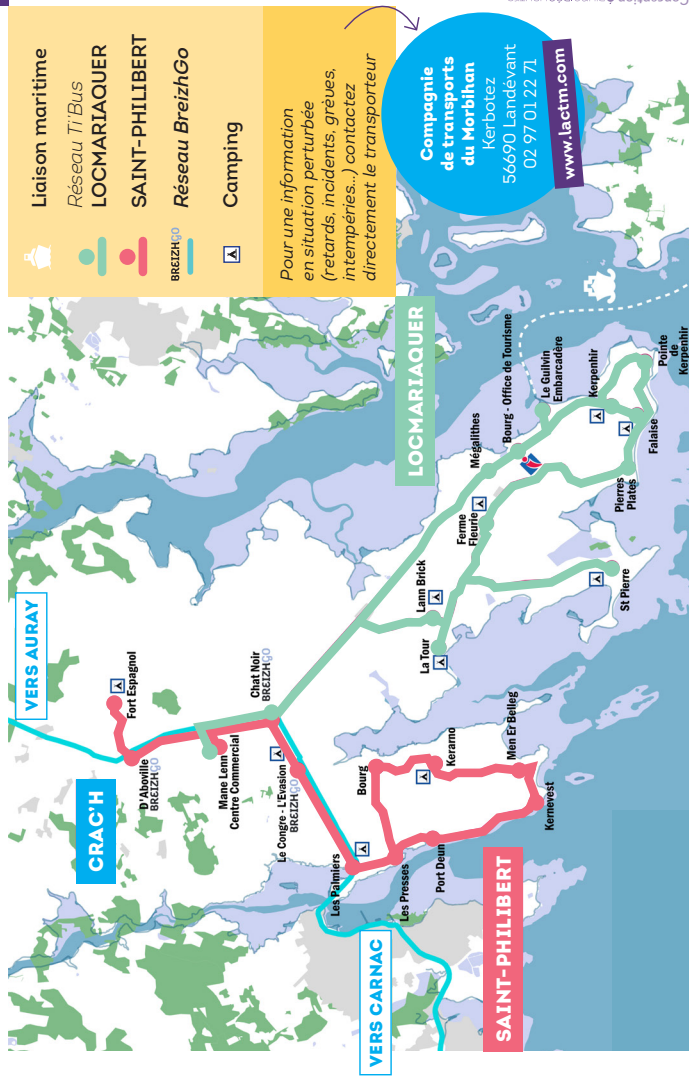 Liaison maritime
Réseau Ti'Bus
LOCMARIAQUER
SAINT-PHILIBERT
BREIZHGO
Réseau BreizhGo
Camping
Pour une information
en situation perturbée
(retards, incidents, grèves,
intempéries...) contactez
directement le transporteur
Compagnie
de transports
du Morbihan
Kerbotez
56690 Landévant
02 97 01 22 71
www.lactm.com
VERS AURAY
CRAC'H
Fort Espagnol
D'Aboville
BREIZHGO
Mane Lenn
Centre Commercial
Chat Noir
BREIZHGO
Le Congre - L'Evasion
BREIZHGO
Les Palmiers
VERS CARNAC
Les Presses
Port Deun
Bourg
Kerarno
Men Er Belleg
Kernevest
SAINT-PHILIBERT
LOCMARIAQUER
Lann Brick
La Tour
Ferme
Fleurie
Mégalithes
Bourg - Office de Tourisme
Le Guilvin
Embarcadère
Kerpenhir
Pointe
de
Kerpenhir
Falaise
Pierres
Plates
St Pierre